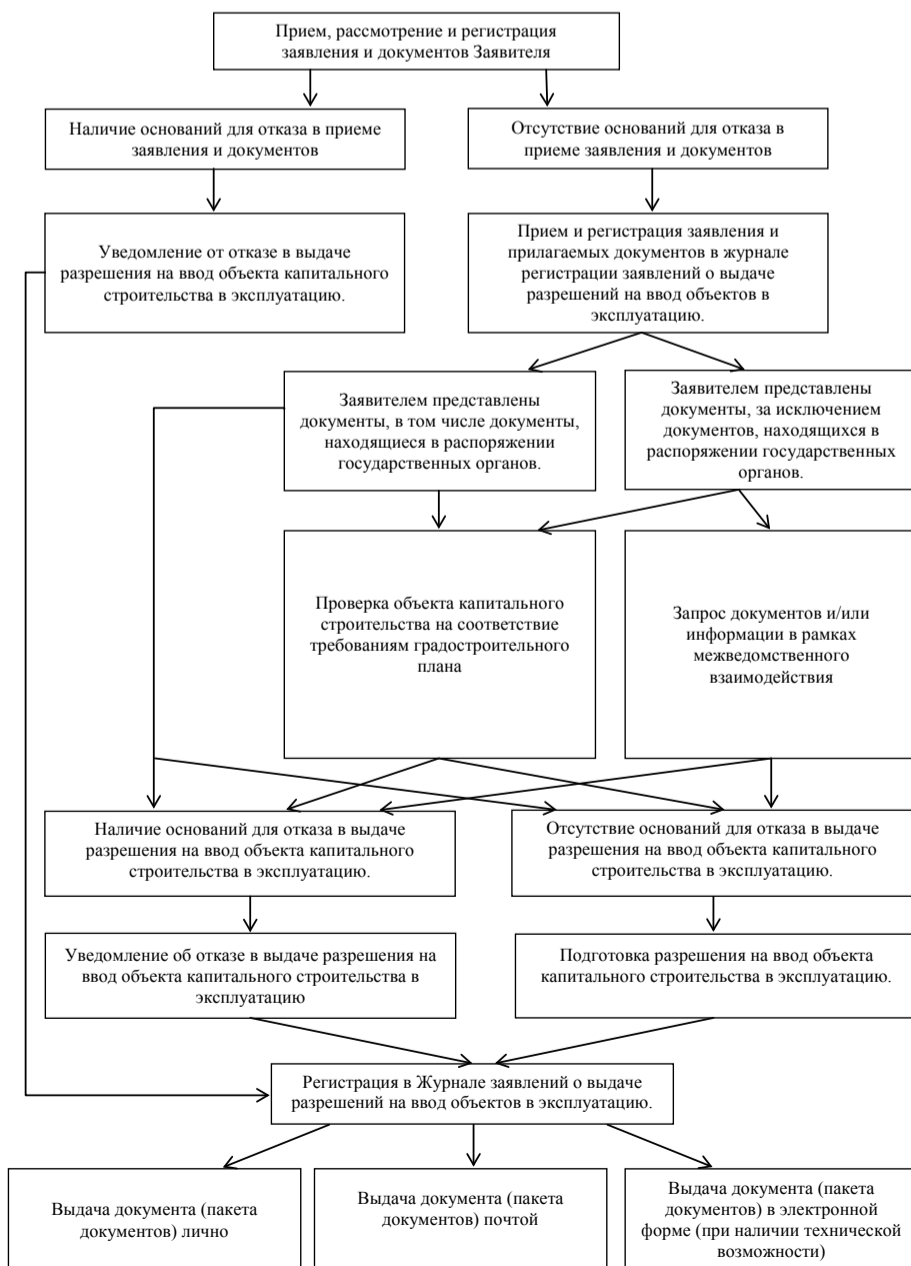 Прием, рассмотрение и регистрация
заявления и документов Заявителя
Наличие оснований для отказа в приеме
заявления и документов
Отсутствие оснований для отказа в
приеме заявления и документов
Уведомление от отказе в выдаче
разрешения на ввод объекта капитального
строительства в эксплуатацию.
Прием и регистрация заявления и
прилагаемых документов в журнале
регистрации заявлений о выдаче
разрешений на ввод объектов в
эксплуатацию.
Заявителем представлены
документы, в том числе документы,
находящиеся в распоряжении
государственных органов.
Заявителем представлены
документы, за исключением
документов, находящихся в
распоряжении государственных
органов.
Проверка объекта капитального
строительства на соответствие
требованиям градостроительного
плана
Запрос документов и/или
информации в рамках
межведомственного
взаимодействия
Наличие оснований для отказа в выдаче
разрешения на ввод объекта капитального
строительства в эксплуатацию.
Отсутствие оснований для отказа в выдаче
разрешения на ввод объекта капитального
строительства в эксплуатацию.
Уведомление об отказе в выдаче разрешения на
ввод объекта капитального строительства в
эксплуатацию
Подготовка разрешения на ввод объекта
капитального строительства в эксплуатацию.
Регистрация в Журнале заявлений о выдаче
разрешений на ввод объектов в эксплуатацию.
Выдача документа (пакета
документов) лично
Выдача документа (пакета
документов) почтой
Выдача документа (пакета
документов) в электронной
форме (при наличии технической
возможности)